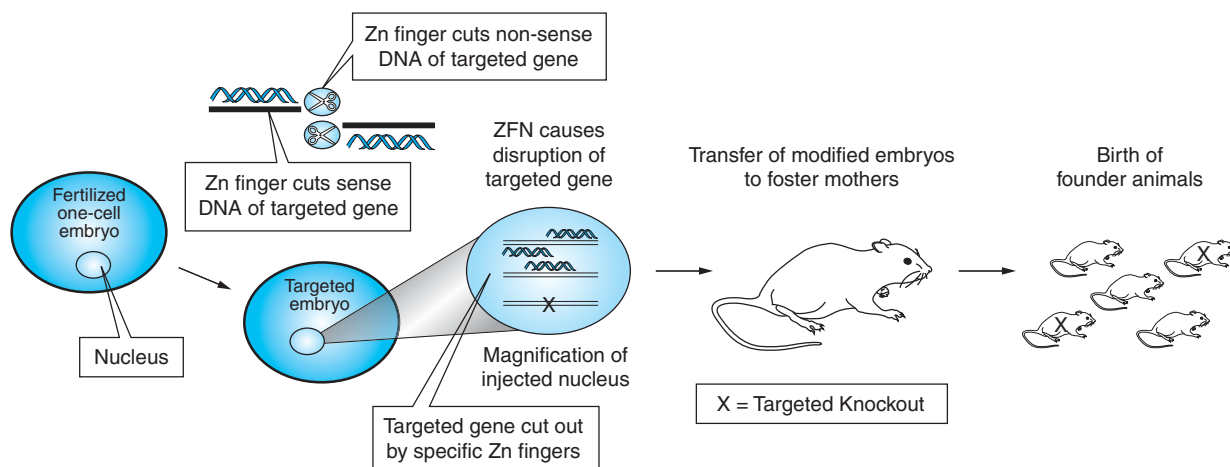 Zn finger cuts non-sense
DNA of targeted gene
Zn finger cuts sense
DNA of targeted gene
Fertilized
one-cell
embryo
Nucleus
Targeted
embryo
ZFN causes
disruption of
targeted gene
X
Magnification of
injected nucleus
Targeted gene cut out
by specific Zn fingers
Transfer of modified embryos
to foster mothers
X = Targeted Knockout
Birth of
founder animals
X
X